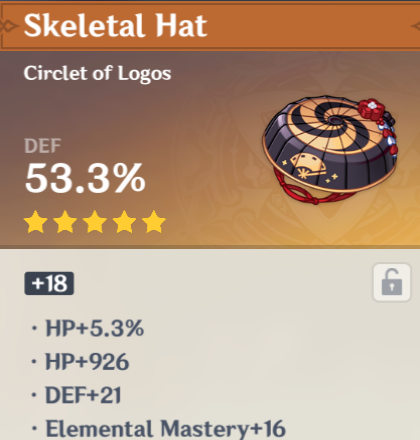 Skeletal Hat
Circlet of Logos
DEF
53.3%
+18
· HP+5.3%
· HP+926
· DEF+21
· Elemental Mastery+16